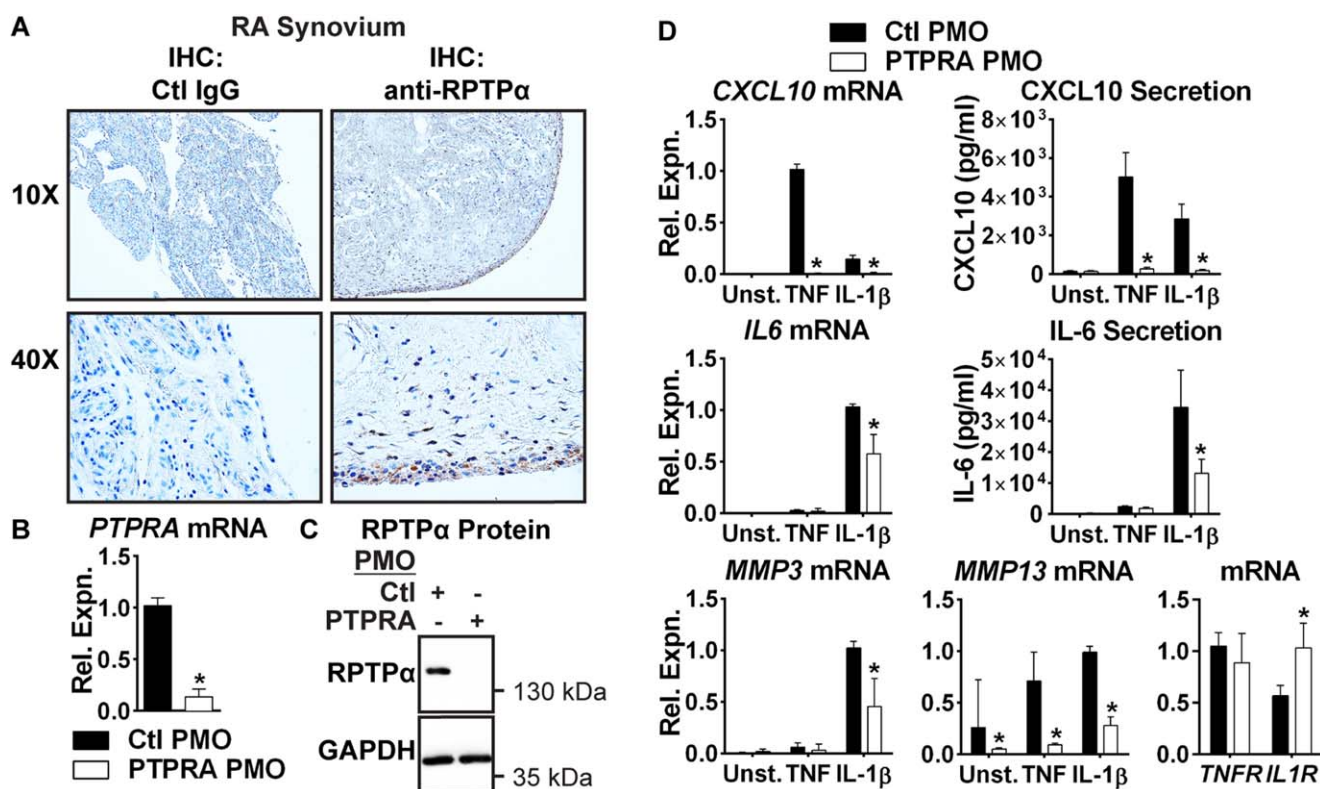 A
RA Synovium
IHC:
Ctl IgG
IHC:
anti-RPTPα
10X
40X
B
PTPRA mRNA
Rel. Expn.
1.5
1.0
0.5
0.0
*
Ctl PMO
PTPRA PMO
C
RPTPα Protein
PMO
Ctl + -
PTPRA - +
RPTPα
130 kDa
GAPDH
35 kDa
D
Ctl PMO
PTPRA PMO
CXCL10 mRNA
Rel. Expn.
1.5
1.0
0.5
0.0
* *
Unst. TNF IL-1β
CXCL10 Secretion
CXCL10 (pg/ml)
8×10³
6×10³
4×10³
2×10³
0
* *
Unst. TNF IL-1β
IL6 mRNA
Rel. Expn.
1.5
1.0
0.5
0.0
*
Unst. TNF IL-1β
IL-6 Secretion
IL-6 (pg/ml)
5×10⁴
4×10⁴
3×10⁴
2×10⁴
1×10⁴
0
*
Unst. TNF IL-1β
MMP3 mRNA
Rel. Expn.
1.5
1.0
0.5
0.0
*
Unst. TNF IL-1β
MMP13 mRNA
1.5
1.0
0.5
0.0
* * *
Unst. TNF IL-1β
mRNA
1.5
1.0
0.5
0.0
*
TNFR IL1R